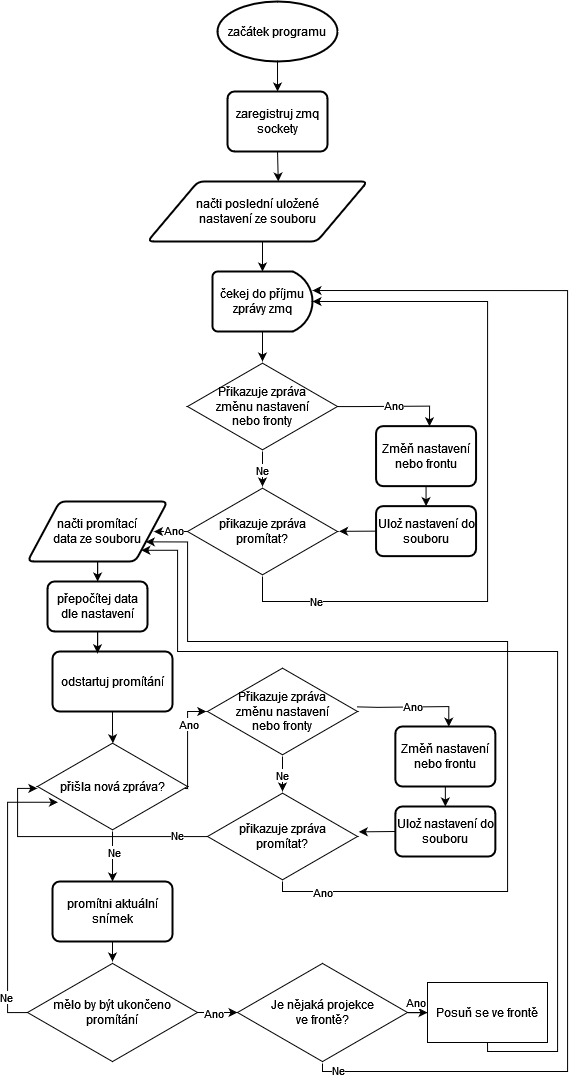 začátek programu
zaregistruj zmq
sockety
načti poslední uložené
nastavení ze souboru
čekej do příjmu
zprávy zmq
Přikazuje zpráva
změnu nastavení
nebo fronty
Ano
Změň nastavení
nebo frontu
Ne
Ulož nastavení do
souboru
přikazuje zpráva
promítat?
Ano
Ne
načti promítací
data ze souboru
přepočítej data
dle nastavení
odstartuj promítání
přišla nová zpráva?
Ano
Přikazuje zpráva
změnu nastavení
nebo fronty
Ano
Změň nastavení
nebo frontu
Ne
Ulož nastavení do
souboru
přikazuje zpráva
promítat?
Ne
Ano
Ne
promítni aktuální
snímek
mělo by být ukončeno
promítání
Ne
Ano
Je nějaká projekce
ve frontě?
Ano
Posuň se ve frontě
Ne